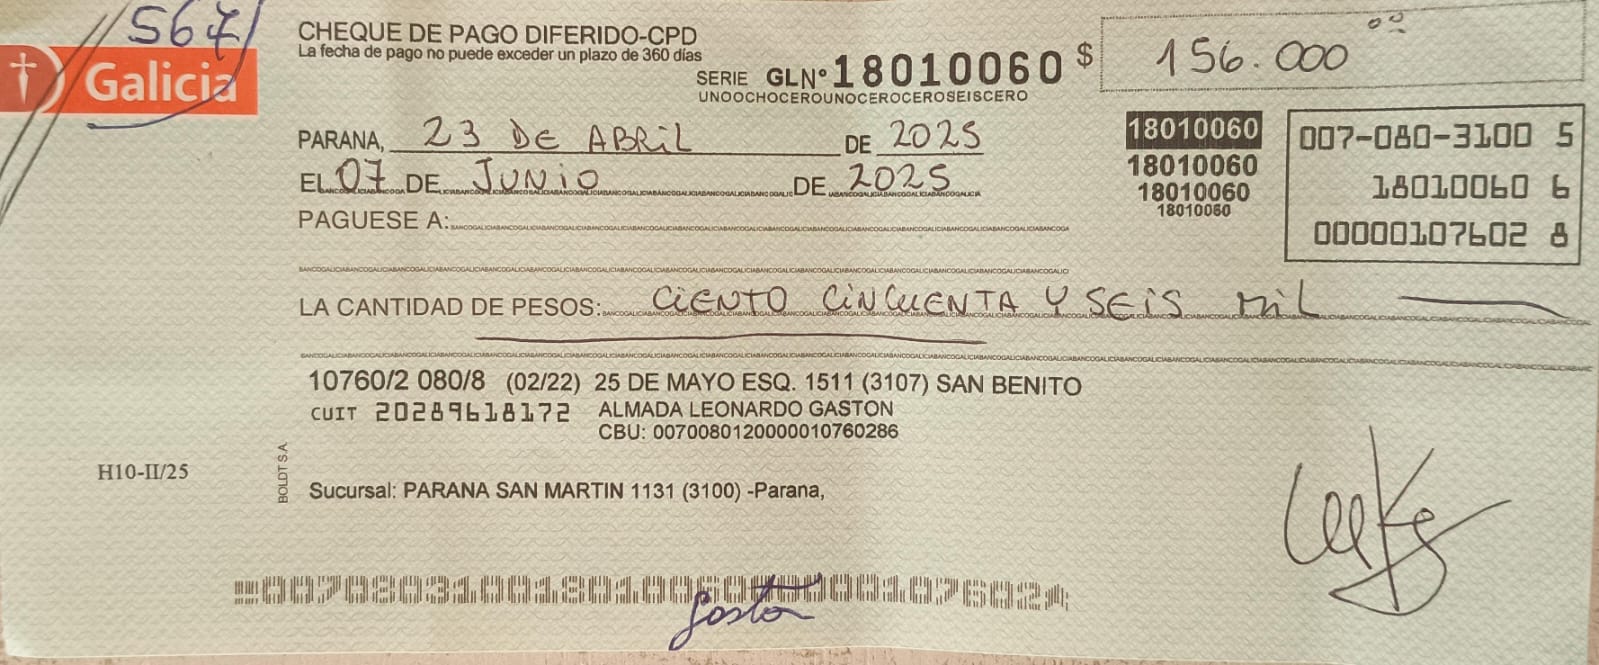 567
Galicia
CHEQUE DE PAGO DIFERIDO-CPD
La fecha de pago no puede exceder un plazo de 360 días
SERIE GLNº 18010060
UNOOCHOCEROUNOCEROCEROSEISCERO
$ 156.000 00
PARANA, 23 DE ABRIL DE 2025
EL 07 DE JUNIO DE 2025
PAGUESE A:
18010060
18010060
18010060
18010060
007-080-3100 5
18010060 6
00000107602 8
LA CANTIDAD DE PESOS: CIENTO CINCUENTA Y SEIS MIL
10760/2 080/8 (02/22) 25 DE MAYO ESQ. 1511 (3107) SAN BENITO
CUIT 20289618172 ALMADA LEONARDO GASTON
CBU: 0070080120000010760286
H10-II/25
BOLDT S.A.
Sucursal: PARANA SAN MARTIN 1131 (3100) -Parana,
Gaston